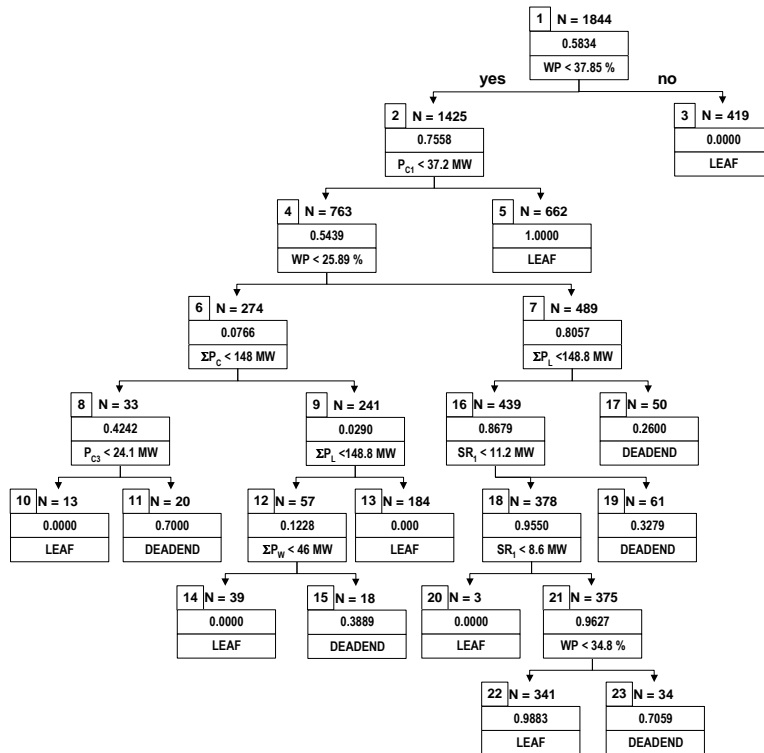 1 N = 1844
0.5834
WP < 37.85 %
yes no
2 N = 1425
0.7558
P_C1 < 37.2 MW
3 N = 419
0.0000
LEAF
4 N = 763
0.5439
WP < 25.89 %
5 N = 662
1.0000
LEAF
6 N = 274
0.0766
ΣP_C < 148 MW
7 N = 489
0.8057
ΣP_L <148.8 MW
8 N = 33
0.4242
P_C3 < 24.1 MW
9 N = 241
0.0290
ΣP_L <148.8 MW
16 N = 439
0.8679
SR_1 < 11.2 MW
17 N = 50
0.2600
DEADEND
10 N = 13
0.0000
LEAF
11 N = 20
0.7000
DEADEND
12 N = 57
0.1228
ΣP_W < 46 MW
13 N = 184
0.000
LEAF
18 N = 378
0.9550
SR_1 < 8.6 MW
19 N = 61
0.3279
DEADEND
14 N = 39
0.0000
LEAF
15 N = 18
0.3889
DEADEND
20 N = 3
0.0000
LEAF
21 N = 375
0.9627
WP < 34.8 %
22 N = 341
0.9883
LEAF
23 N = 34
0.7059
DEADEND